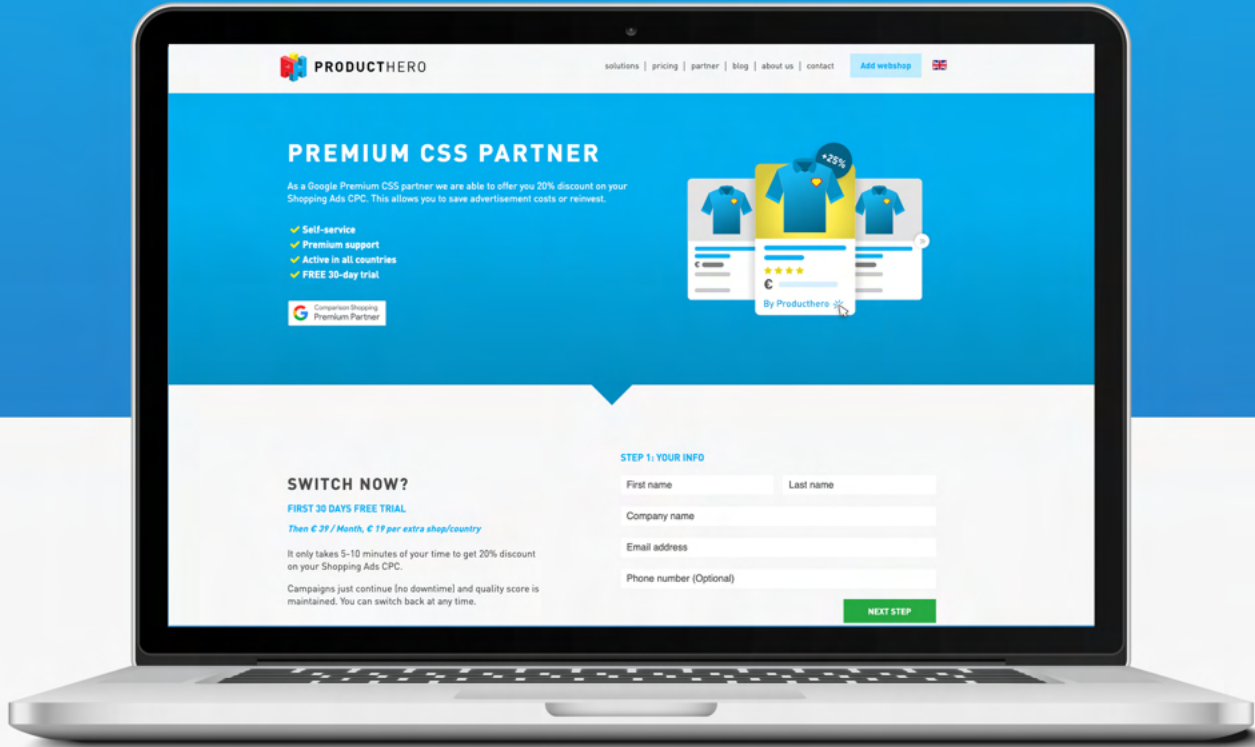 PRODUCTHERO
solutions | pricing | partner | blog | about us | contact
Add webshop
PREMIUM CSS PARTNER
As a Google Premium CSS partner we are able to offer you 20% discount on your
Shopping Ads CPC. This allows you to save advertisement costs or reinvest.
Self-service
Premium support
Active in all countries
FREE 30-day trial
Comparison Shopping
Premium Partner
+25%
€
€
By Producthero
SWITCH NOW?
FIRST 30 DAYS FREE TRIAL
Then € 39 / Month, € 19 per extra shop/country
It only takes 5-10 minutes of your time to get 20% discount
on your Shopping Ads CPC.
Campaigns just continue (no downtime) and quality score is
maintained. You can switch back at any time.
STEP 1: YOUR INFO
First name
Last name
Company name
Email address
Phone number (Optional)
NEXT STEP